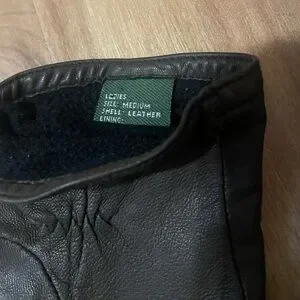 LADIES
SIZE: MEDIUM
SHELL: LEATHER
LINING: